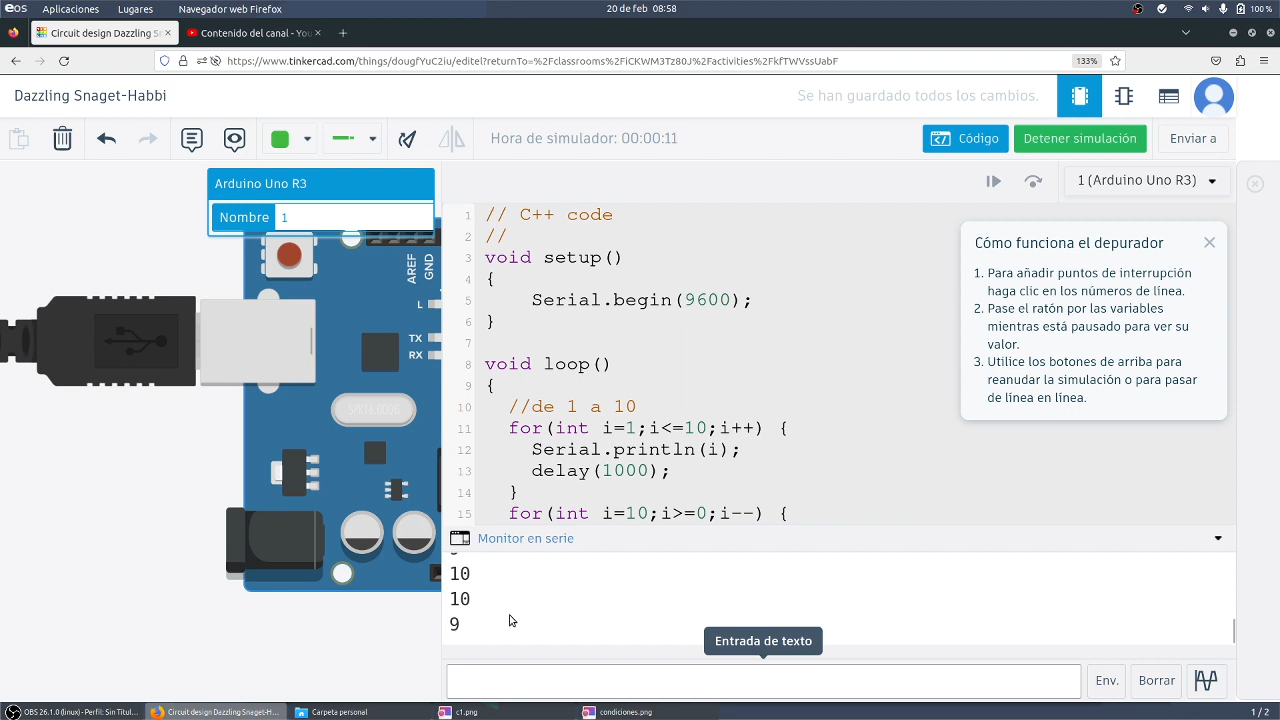 eos Aplicaciones Lugares Navegador web Firefox 20 de feb 08:58 100 %
Circuit design Dazzling S × Contenido del canal - You × +
https://www.tinkercad.com/things/dougfYuC2iu/editel?returnTo=%2Fclassrooms%2FiCKWM3Tz80J%2Factivities%2FkfTWVssUabF 133%
Dazzling Snaget-Habbi Se han guardado todos los cambios.
Hora de simulador: 00:00:11 Código Detener simulación Enviar a
Arduino Uno R3
Nombre 1
1 (Arduino Uno R3)
AREF
GND
L
TX
RX
SPK16.000G
1 // C++ code
2 //
3 void setup()
4 {
5 Serial.begin(9600);
6 }
7
8 void loop()
9 {
10 //de 1 a 10
11 for(int i=1;i<=10;i++) {
12 Serial.println(i);
13 delay(1000);
14 }
15 for(int i=10;i>=0;i--) {
Cómo funciona el depurador
1. Para añadir puntos de interrupción
haga clic en los números de línea.
2. Pase el ratón por las variables
mientras está pausado para ver su
valor.
3. Utilice los botones de arriba para
reanudar la simulación o para pasar
de línea en línea.
Monitor en serie
10
10
9
Entrada de texto
Env. Borrar
OBS 26.1.0 (linux) - Perfil: Sin Titul... Circuit design Dazzling Snaget-H... Carpeta personal c1.png condiciones.png 1 / 2